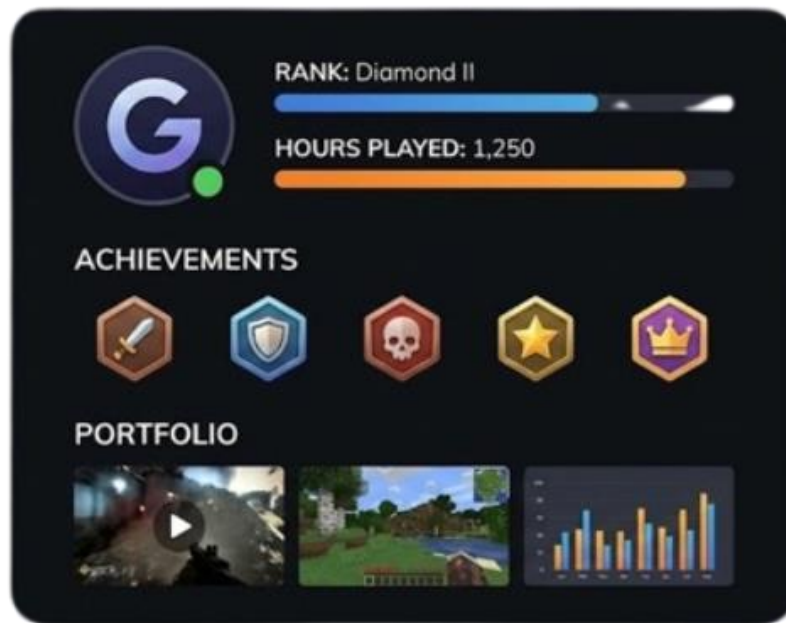 G
RANK: Diamond II
HOURS PLAYED: 1,250
ACHIEVEMENTS
PORTFOLIO